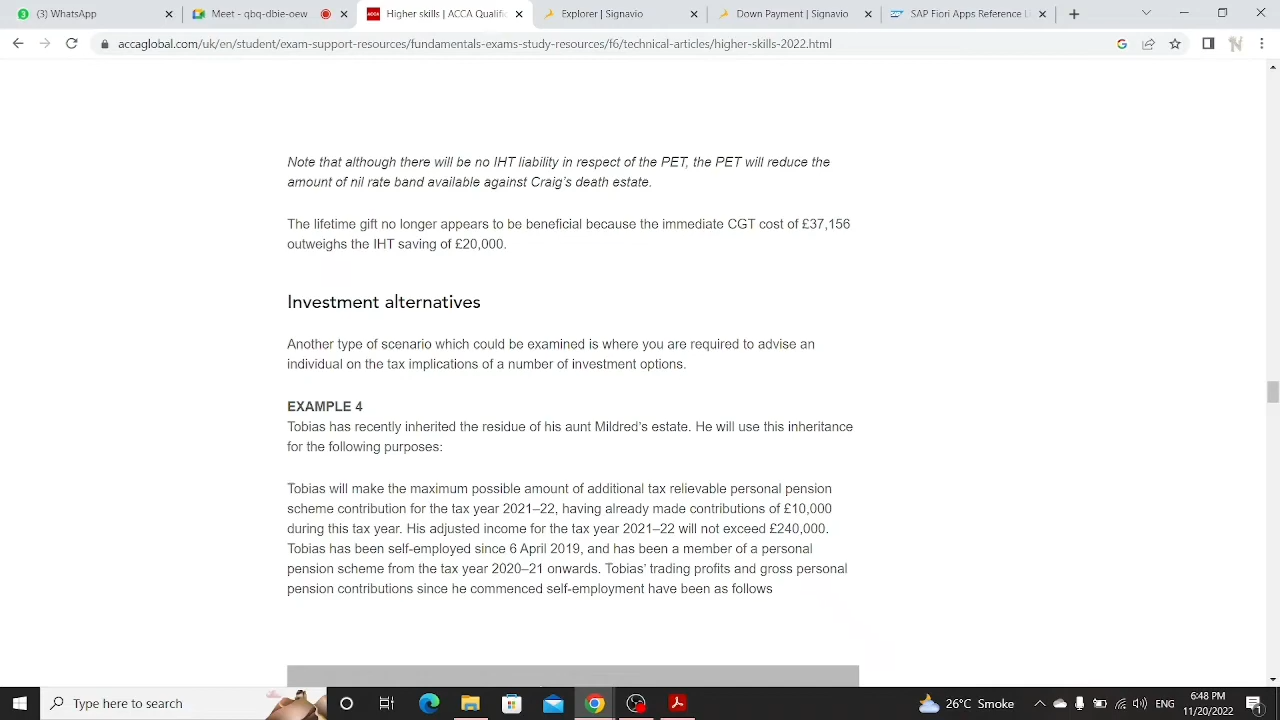 (3) WhatsApp
Meet - qbq-dbie-oew
Higher skills | ACCA Qualific
Explorer | Signavio
Down Payment | Signavio
SAP Fiori Apps Reference Li
accaglobal.com/uk/en/student/exam-support-resources/fundamentals-exams-study-resources/f6/technical-articles/higher-skills-2022.html
Note that although there will be no IHT liability in respect of the PET, the PET will reduce the
amount of nil rate band available against Craig's death estate.
The lifetime gift no longer appears to be beneficial because the immediate CGT cost of £37,156
outweighs the IHT saving of £20,000.
Investment alternatives
Another type of scenario which could be examined is where you are required to advise an
individual on the tax implications of a number of investment options.
EXAMPLE 4
Tobias has recently inherited the residue of his aunt Mildred's estate. He will use this inheritance
for the following purposes:
Tobias will make the maximum possible amount of additional tax relievable personal pension
scheme contribution for the tax year 2021–22, having already made contributions of £10,000
during this tax year. His adjusted income for the tax year 2021–22 will not exceed £240,000.
Tobias has been self-employed since 6 April 2019, and has been a member of a personal
pension scheme from the tax year 2020–21 onwards. Tobias' trading profits and gross personal
pension contributions since he commenced self-employment have been as follows
Type here to search
26°C Smoke
ENG
6:48 PM
11/20/2022